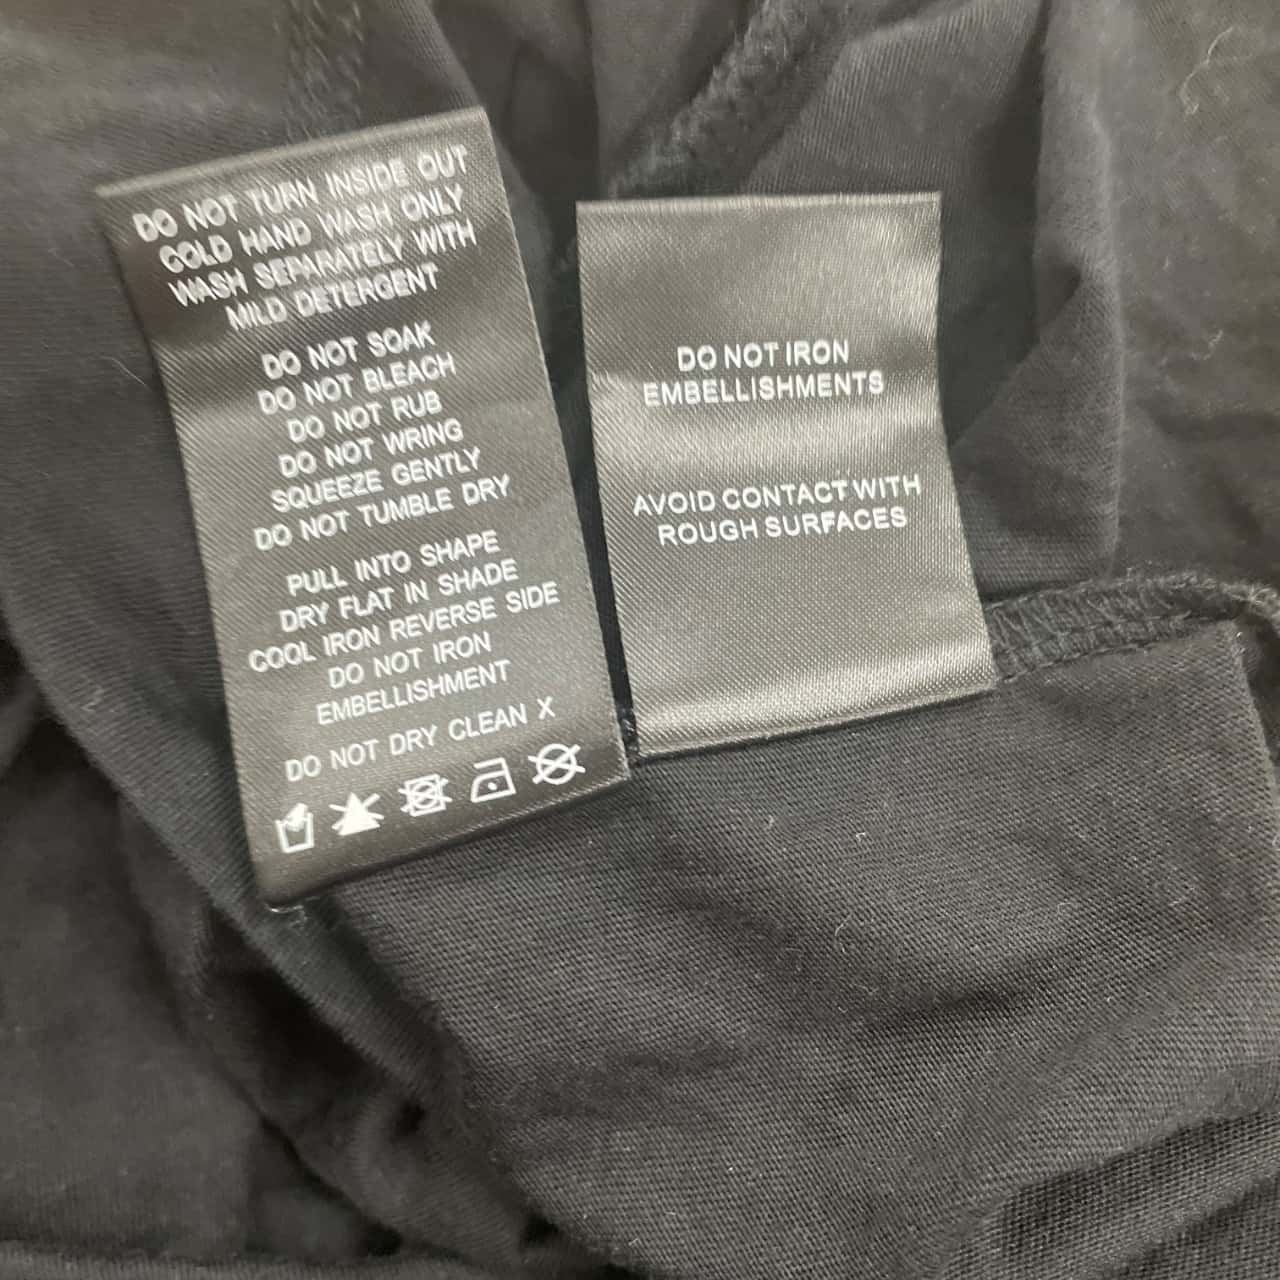 DO NOT TURN INSIDE OUT
COLD HAND WASH ONLY
WASH SEPARATELY WITH
MILD DETERGENT
DO NOT SOAK
DO NOT BLEACH
DO NOT RUB
DO NOT WRING
SQUEEZE GENTLY
DO NOT TUMBLE DRY
PULL INTO SHAPE
DRY FLAT IN SHADE
COOL IRON REVERSE SIDE
DO NOT IRON
EMBELLISHMENT
DO NOT DRY CLEAN X
DO NOT IRON
EMBELLISHMENTS
AVOID CONTACT WITH
ROUGH SURFACES